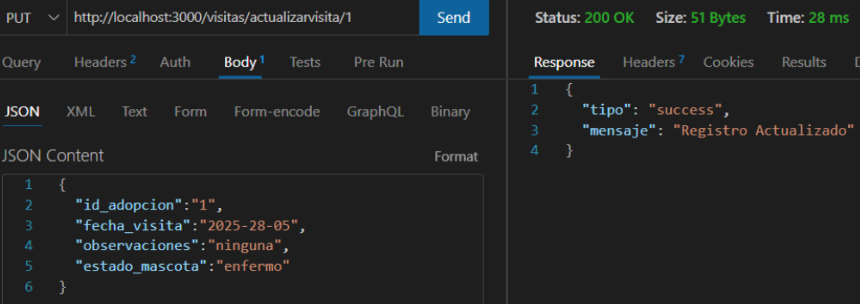 PUT http://localhost:3000/visitas/actualizarvisita/1 Send
Query Headers 2 Auth Body 1 Tests Pre Run
JSON XML Text Form Form-encode GraphQL Binary
JSON Content Format
1 {
2 "id_adopcion":"1",
3 "fecha_visita":"2025-28-05",
4 "observaciones":"ninguna",
5 "estado_mascota":"enfermo"
6 }
Status: 200 OK Size: 51 Bytes Time: 28 ms
Response Headers 7 Cookies Results
1 {
2 "tipo": "success",
3 "mensaje": "Registro Actualizado"
4 }